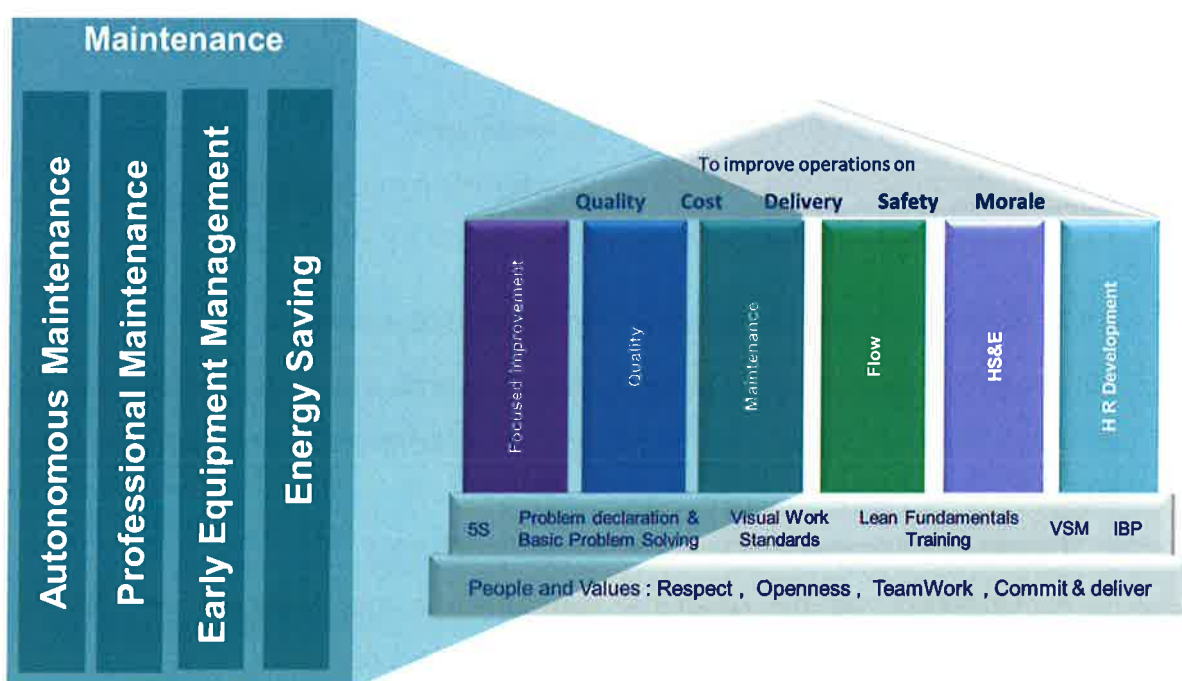 Maintenance
Autonomous Maintenance
Professional Maintenance
Early Equipment Management
Energy Saving
To improve operations on
Quality Cost Delivery Safety Morale
Focused Improvement
Quality
Maintenance
Flow
HS&E
H R Development
5S
Problem declaration &
Basic Problem Solving
Visual Work
Standards
Lean Fundamentals
Training
VSM
IBP
People and Values : Respect , Openness , TeamWork , Commit & deliver